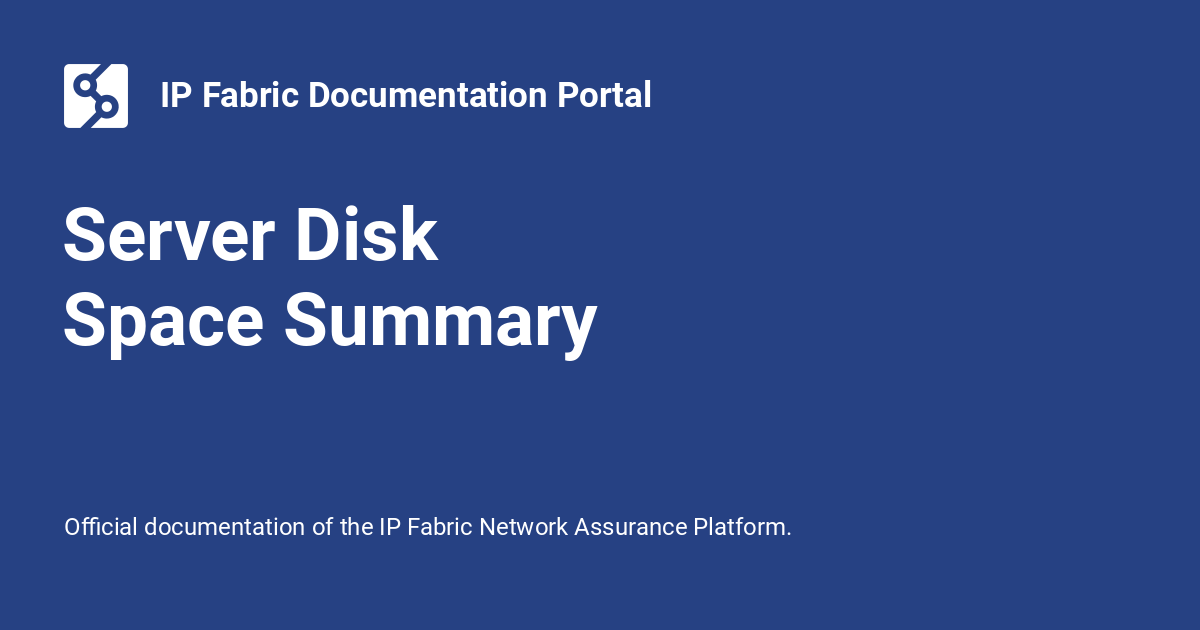 IP Fabric Documentation Portal
Server Disk
Space Summary
Official documentation of the IP Fabric Network Assurance Platform.